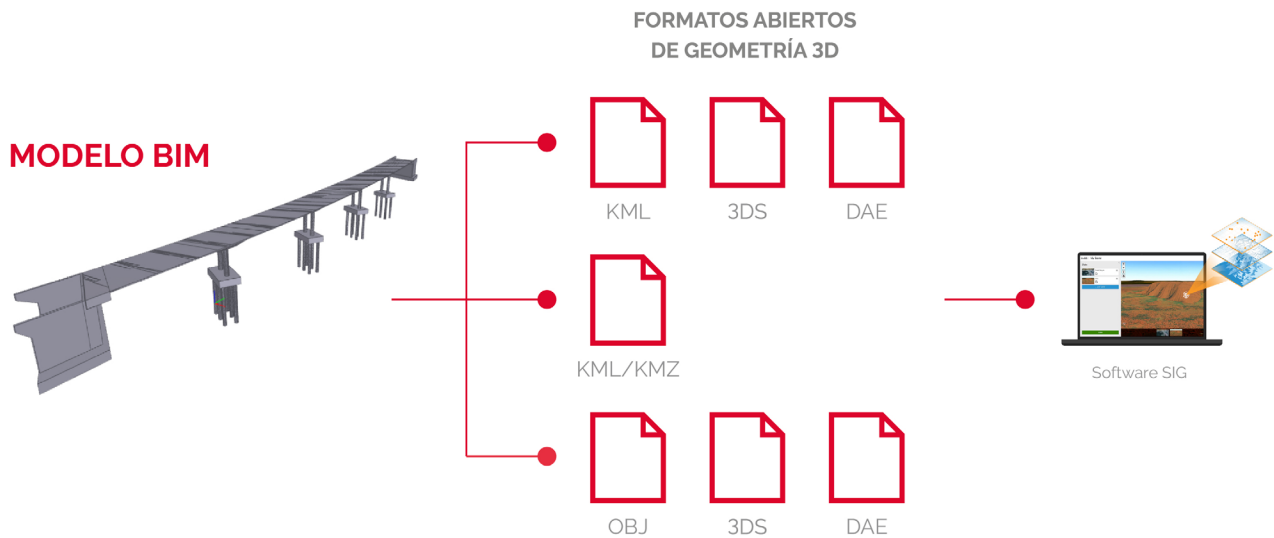 FORMATOS ABIERTOS
DE GEOMETRÍA 3D
MODELO BIM
KML
3DS
DAE
KML/KMZ
Software SIG
OBJ
3DS
DAE